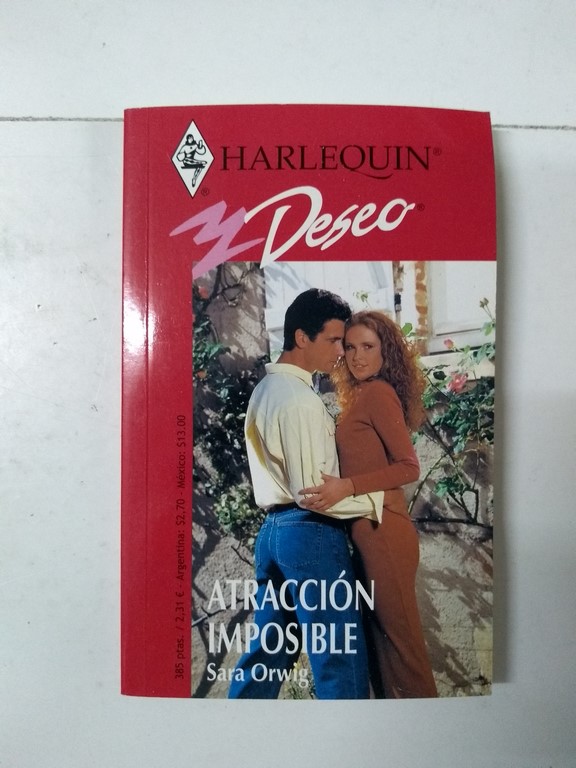 HARLEQUIN®
®
Deseo®
ATRACCIÓN
IMPOSIBLE
Sara Orwig
385 ptas. / 2,31 € · Argentina: $2,70 · México: $13.00